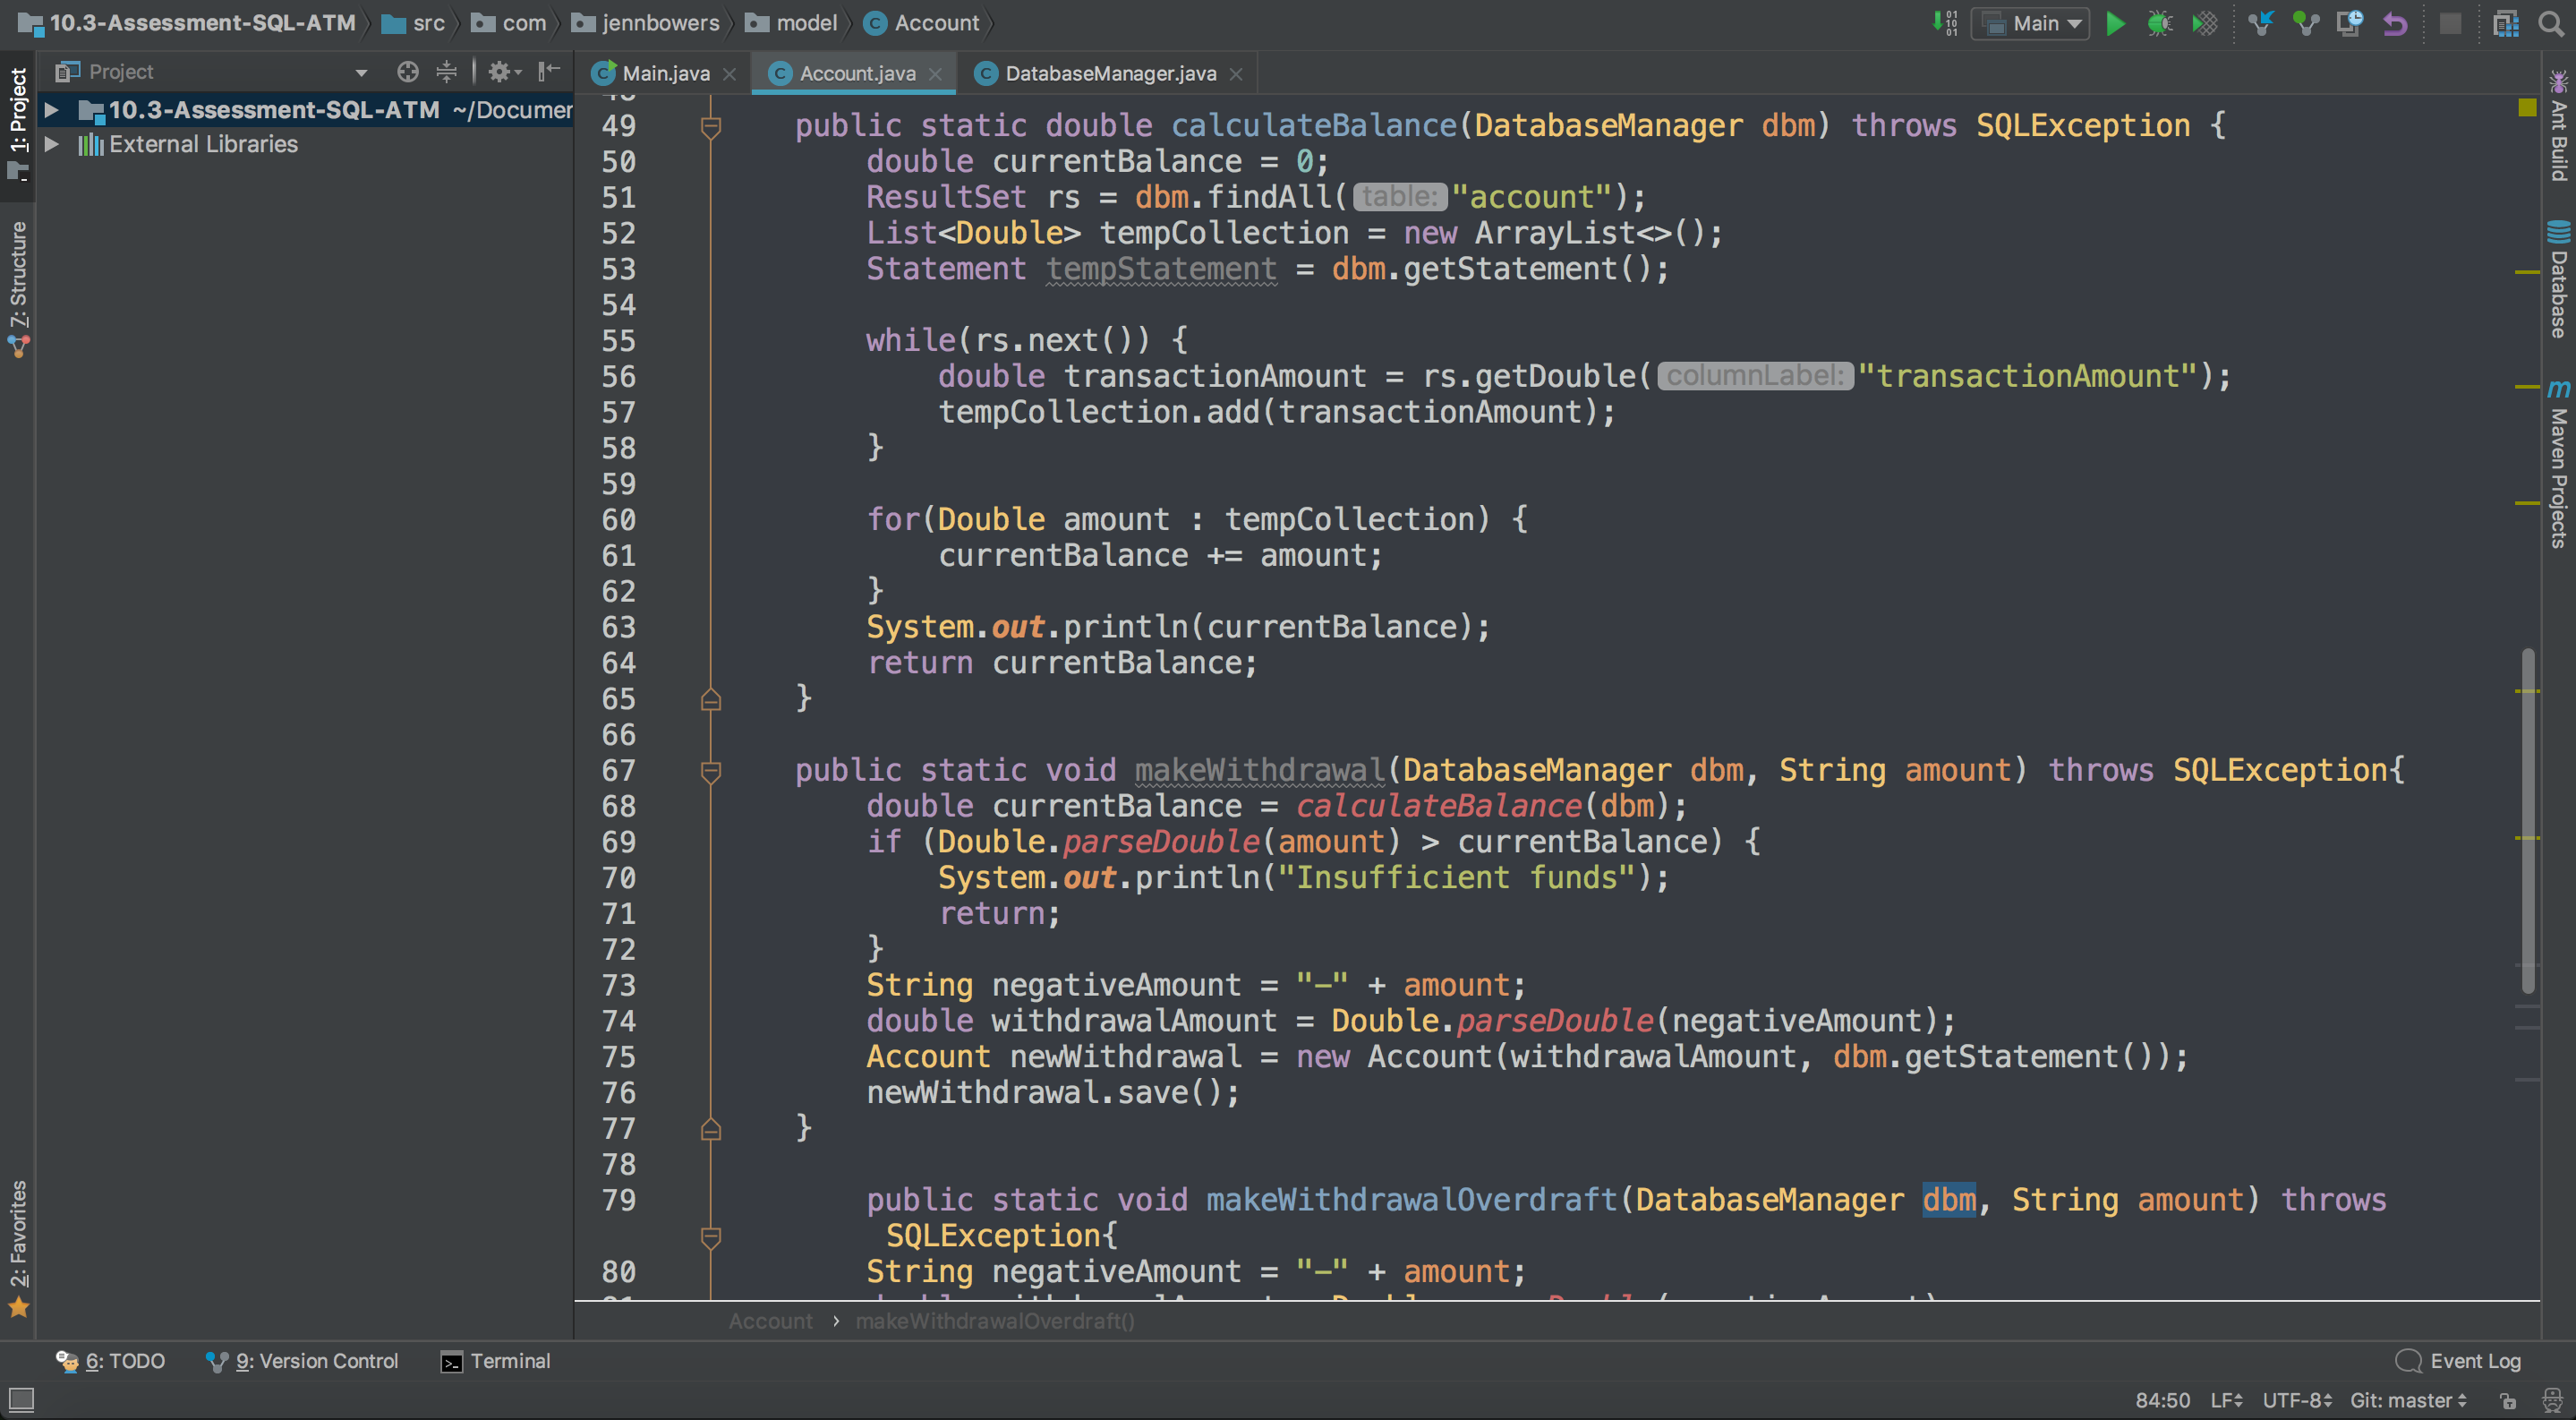 10.3-Assessment-SQL-ATM src com jennbowers model Account
Main
Project
Main.java Account.java DatabaseManager.java
1: Project
7: Structure
2: Favorites
10.3-Assessment-SQL-ATM ~/Documen
External Libraries
49 public static double calculateBalance(DatabaseManager dbm) throws SQLException {
50 double currentBalance = 0;
51 ResultSet rs = dbm.findAll( table: "account");
52 List<Double> tempCollection = new ArrayList<>();
53 Statement tempStatement = dbm.getStatement();
54
55 while(rs.next()) {
56 double transactionAmount = rs.getDouble( columnLabel: "transactionAmount");
57 tempCollection.add(transactionAmount);
58 }
59
60 for(Double amount : tempCollection) {
61 currentBalance += amount;
62 }
63 System.out.println(currentBalance);
64 return currentBalance;
65 }
66
67 public static void makeWithdrawal(DatabaseManager dbm, String amount) throws SQLException{
68 double currentBalance = calculateBalance(dbm);
69 if (Double.parseDouble(amount) > currentBalance) {
70 System.out.println("Insufficient funds");
71 return;
72 }
73 String negativeAmount = "-" + amount;
74 double withdrawalAmount = Double.parseDouble(negativeAmount);
75 Account newWithdrawal = new Account(withdrawalAmount, dbm.getStatement());
76 newWithdrawal.save();
77 }
78
79 public static void makeWithdrawalOverdraft(DatabaseManager dbm, String amount) throws
SQLException{
80 String negativeAmount = "-" + amount;
Account › makeWithdrawalOverdraft()
Ant Build
Database
Maven Projects
6: TODO 9: Version Control Terminal Event Log
84:50 LF UTF-8 Git: master